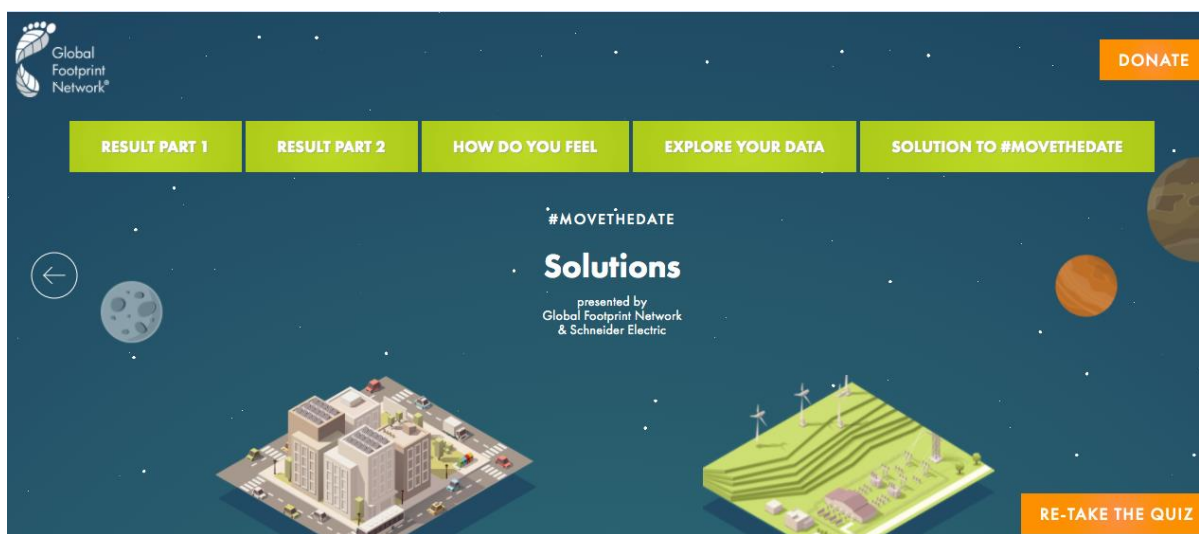 Global
Footprint
Network®
DONATE
RESULT PART 1
RESULT PART 2
HOW DO YOU FEEL
EXPLORE YOUR DATA
SOLUTION TO #MOVETHEDATE
#MOVETHEDATE
Solutions
presented by
Global Footprint Network
& Schneider Electric
RE-TAKE THE QUIZ